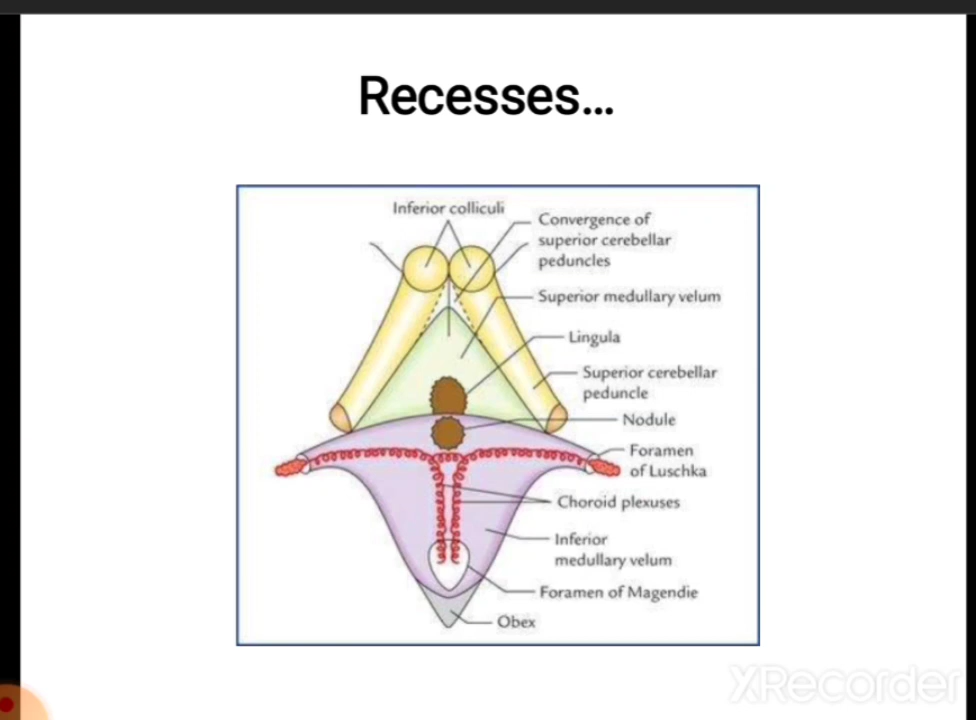 Recesses...
Inferior colliculi
Convergence of
superior cerebellar
peduncles
Superior medullary velum
Lingula
Superior cerebellar
peduncle
Nodule
Foramen
of Luschka
Choroid plexuses
Inferior
medullary velum
Foramen of Magendie
Obex
XRecorder